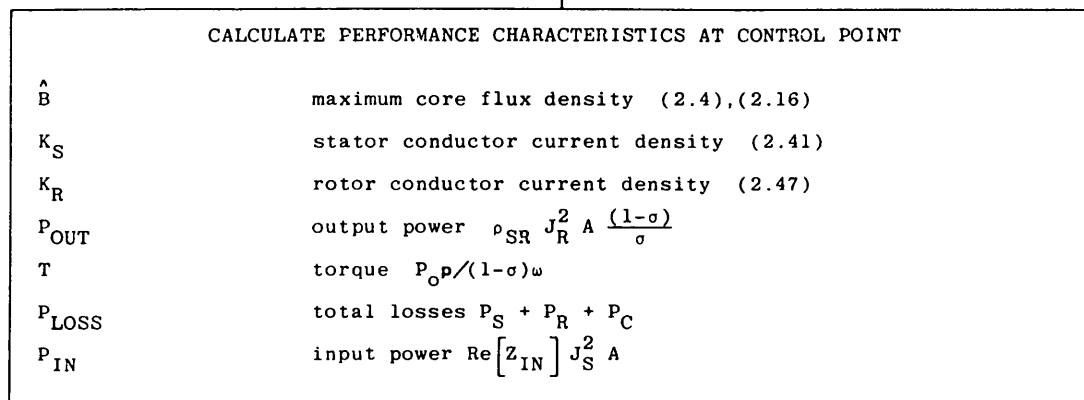 CALCULATE PERFORMANCE CHARACTERISTICS AT CONTROL POINT
B̂ maximum core flux density (2.4),(2.16)
K_S stator conductor current density (2.41)
K_R rotor conductor current density (2.47)
P_OUT output power ρ_SR J_R^2 A (1-σ)/σ
T torque P_o p/(1-σ)ω
P_LOSS total losses P_S + P_R + P_C
P_IN input power Re[Z_IN] J_S^2 A